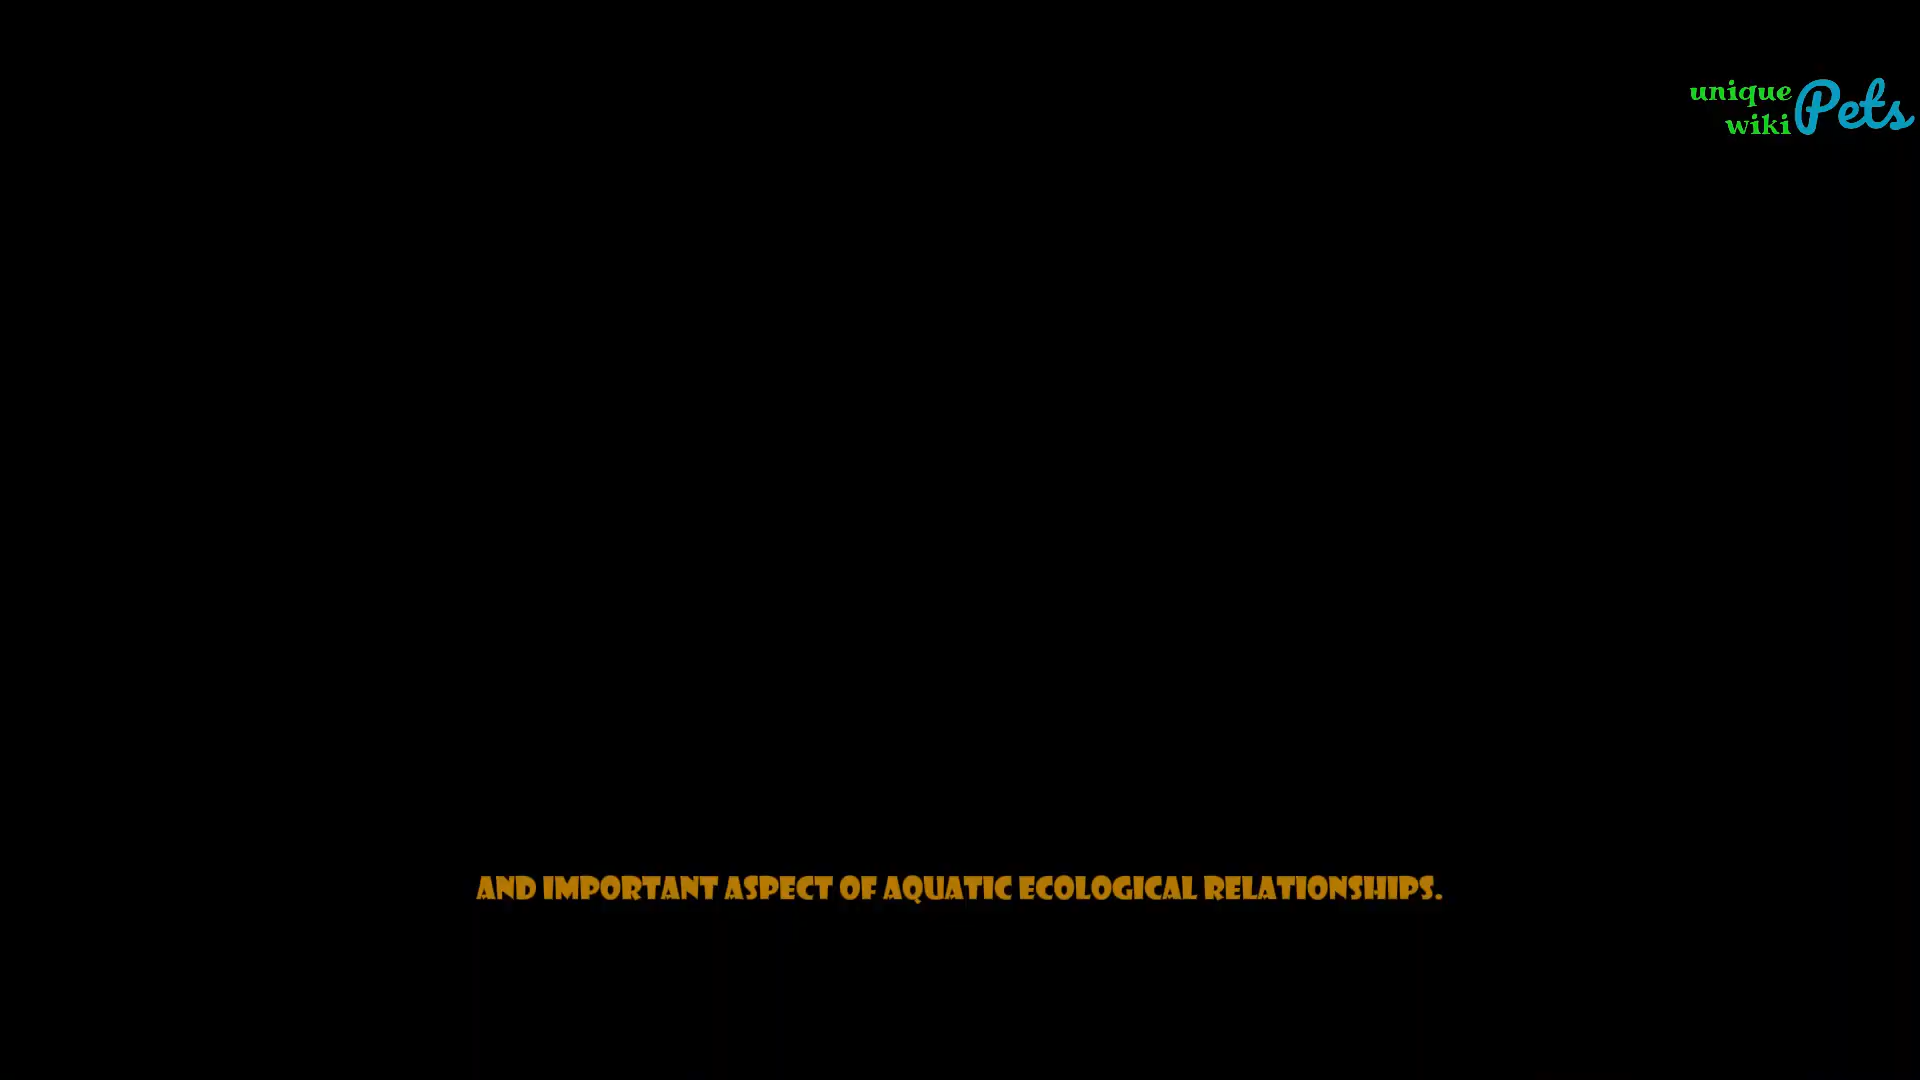 unique
wiki Pets
AND IMPORTANT ASPECT OF AQUATIC ECOLOGICAL RELATIONSHIPS.